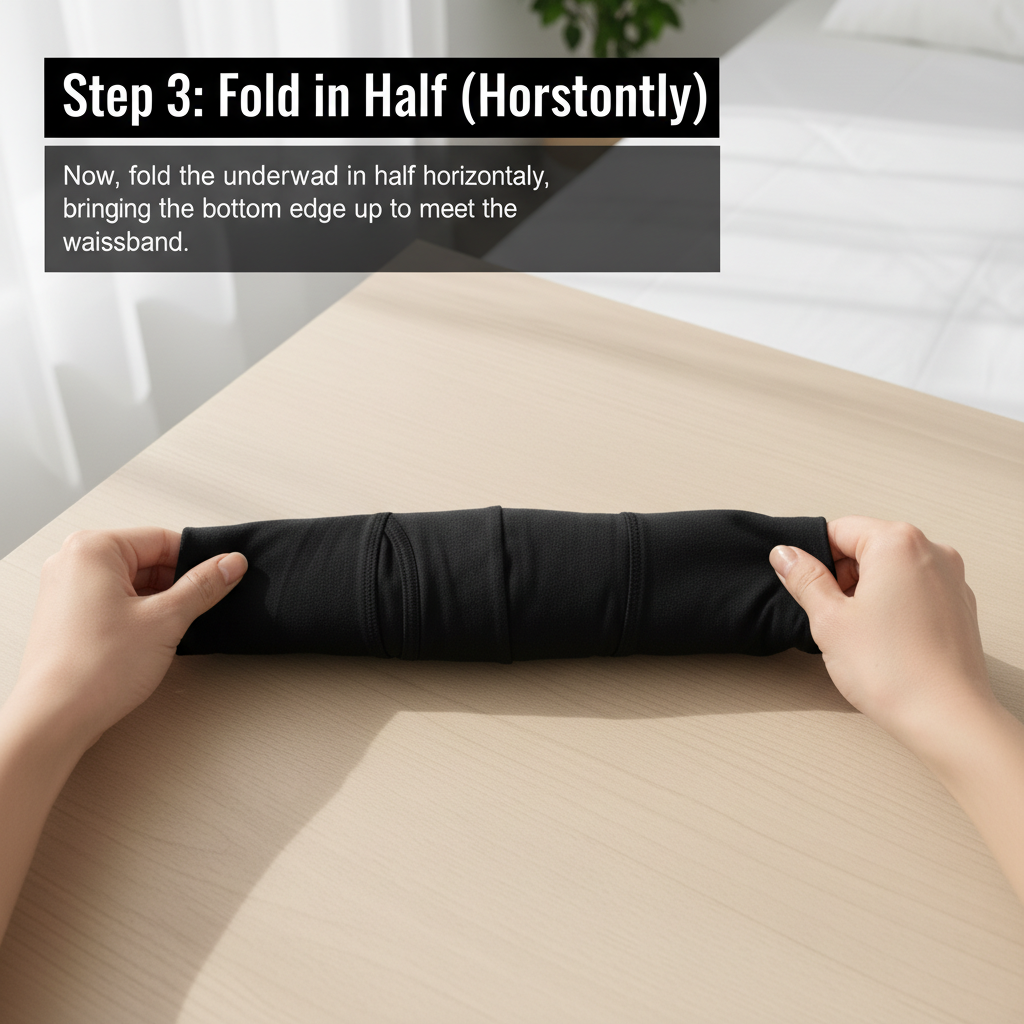 Step 3: Fold in Half (Horstontly)
Now, fold the underwad in half horizontaly,
bringing the bottom edge up to meet the
waissband.